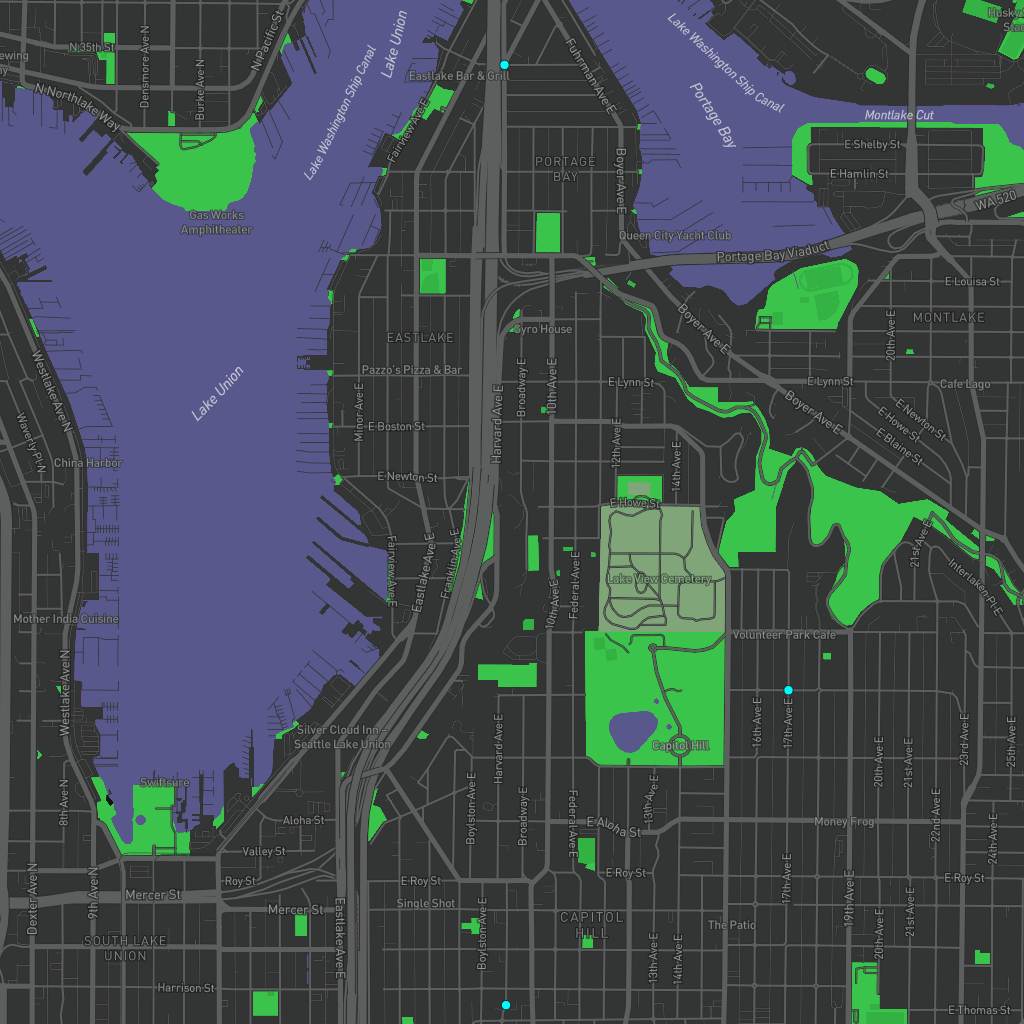 N 35th St
Densmore Ave N
Burke Ave N
N Pacific St
N Northlake Way
Gas Works
Amphitheater
Lake Union
Lake Washington Ship Canal
Eastlake Bar & Grill
Fairview Ave E
Fuhrman Ave E
Lake Washington Ship Canal
Portage Bay
Husky
Montlake Cut
E Shelby St
E Hamlin St
WA 520
PORTAGE
BAY
Boyer Ave E
Queen City Yacht Club
Portage Bay Viaduct
E Louisa St
MONTLAKE
20th Ave E
Boyer Ave E
EASTLAKE
Gyro House
Pazzo's Pizza & Bar
Minor Ave E
Harvard Ave E
Broadway E
10th Ave E
E Lynn St
E Lynn St
Cafe Lago
Boyer Ave E
E Newton St
E Howe St
E Blaine St
Lake Union
Westlake Ave N
Waverly Pl N
China Harbor
E Boston St
E Newton St
12th Ave E
14th Ave E
E Howe St
Fairview Ave E
Eastlake Ave E
Franklin Ave E
10th Ave E
Federal Ave E
Lake View Cemetery
21st Ave E
Interlaken Pl E
Mother India Cuisine
Volunteer Park Cafe
Westlake Ave N
Silver Cloud Inn -
Seattle Lake Union
Harvard Ave E
Capitol Hill
16th Ave E
17th Ave E
20th Ave E
21st Ave E
23rd Ave E
25th Ave E
Swiftsure
8th Ave N
Aloha St
Valley St
Boylston Ave E
Broadway E
Federal Ave E
E Aloha St
13th Ave E
Money Frog
22nd Ave E
24th Ave E
Dexter Ave N
9th Ave N
Roy St
Mercer St
Mercer St
E Roy St
E Roy St
E Roy St
Single Shot
Eastlake Ave E
Boylston Ave E
CAPITOL
HILL
The Patio
17th Ave E
19th Ave E
20th Ave E
21st Ave E
13th Ave E
14th Ave E
SOUTH LAKE
UNION
Harrison St
E Thomas St